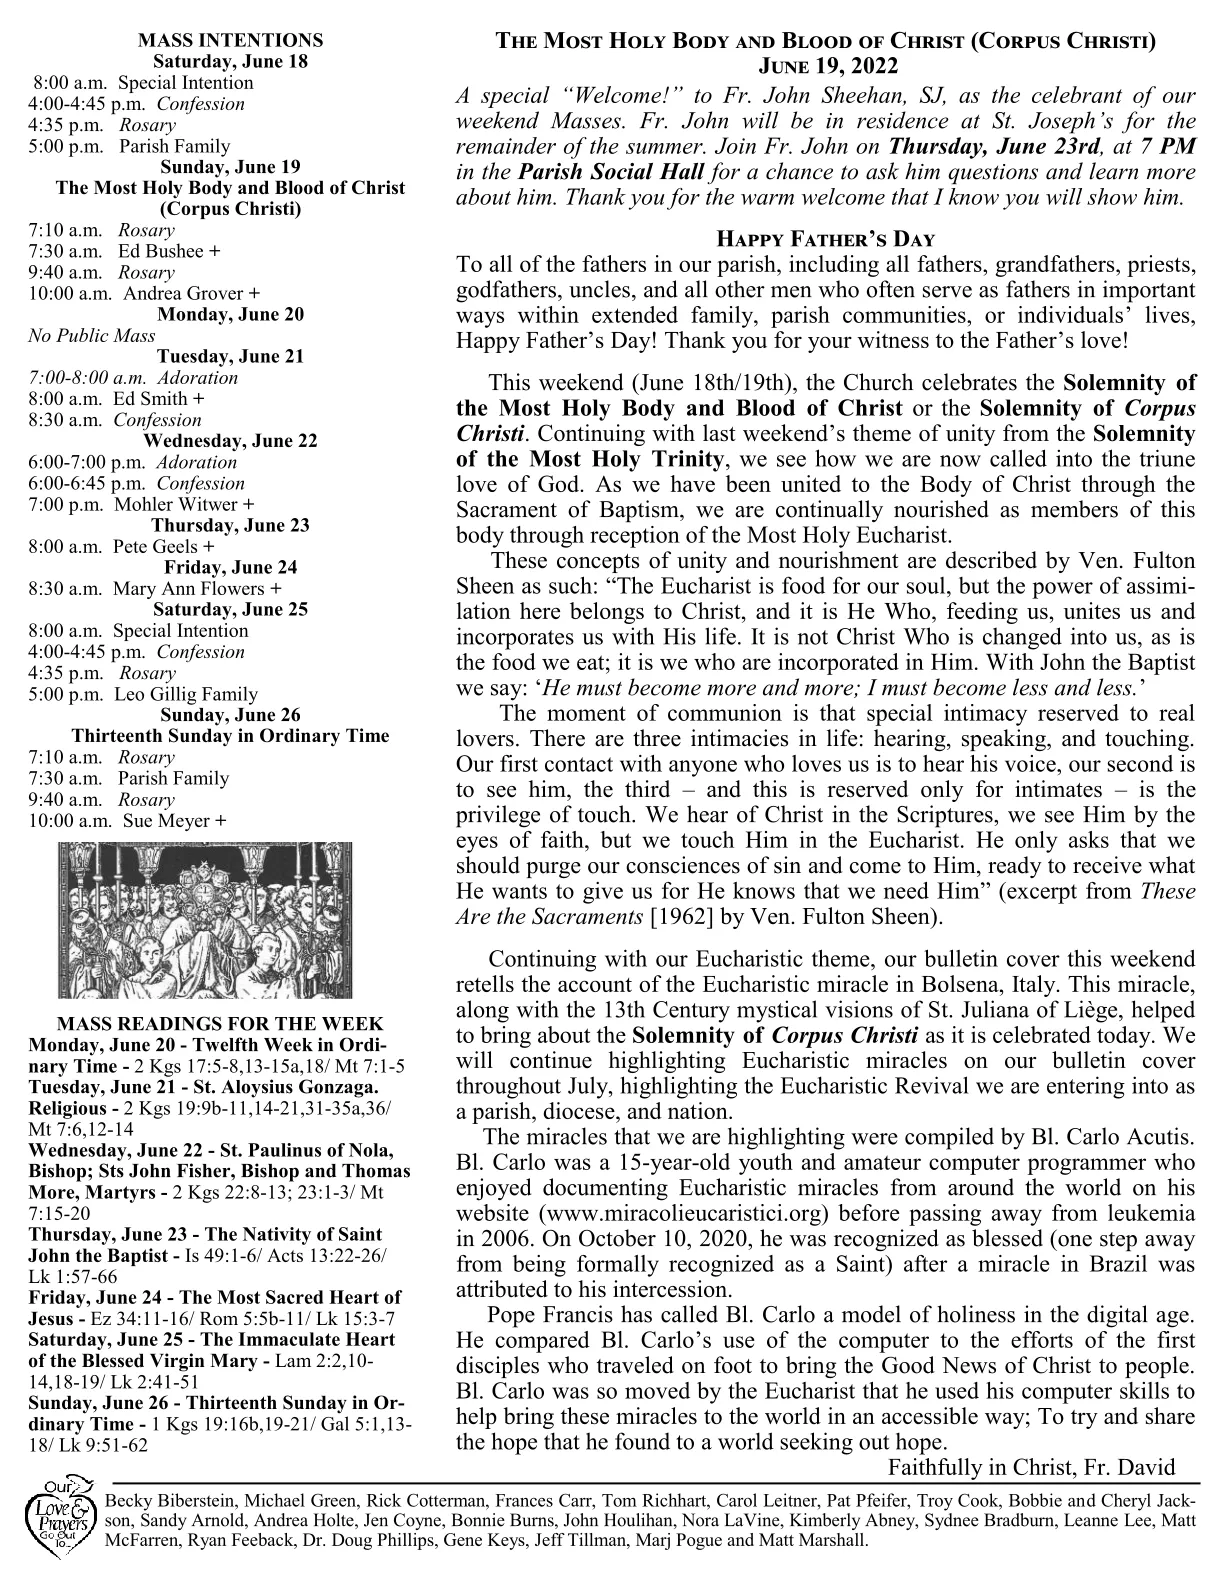 MASS INTENTIONS
Saturday, June 18
8:00 a.m. Special Intention
4:00-4:45 p.m. Confession
4:35 p.m. Rosary
5:00 p.m. Parish Family
Sunday, June 19
The Most Holy Body and Blood of Christ
(Corpus Christi)
7:10 a.m. Rosary
7:30 a.m. Ed Bushee +
9:40 a.m. Rosary
10:00 a.m. Andrea Grover +
Monday, June 20
No Public Mass
Tuesday, June 21
7:00-8:00 a.m. Adoration
8:00 a.m. Ed Smith +
8:30 a.m. Confession
Wednesday, June 22
6:00-7:00 p.m. Adoration
6:00-6:45 p.m. Confession
7:00 p.m. Mohler Witwer +
Thursday, June 23
8:00 a.m. Pete Geels +
Friday, June 24
8:30 a.m. Mary Ann Flowers +
Saturday, June 25
8:00 a.m. Special Intention
4:00-4:45 p.m. Confession
4:35 p.m. Rosary
5:00 p.m. Leo Gillig Family
Sunday, June 26
Thirteenth Sunday in Ordinary Time
7:10 a.m. Rosary
7:30 a.m. Parish Family
9:40 a.m. Rosary
10:00 a.m. Sue Meyer +
MASS READINGS FOR THE WEEK
Monday, June 20 - Twelfth Week in Ordi-
nary Time - 2 Kgs 17:5-8,13-15a,18/ Mt 7:1-5
Tuesday, June 21 - St. Aloysius Gonzaga.
Religious - 2 Kgs 19:9b-11,14-21,31-35a,36/
Mt 7:6,12-14
Wednesday, June 22 - St. Paulinus of Nola,
Bishop; Sts John Fisher, Bishop and Thomas
More, Martyrs - 2 Kgs 22:8-13; 23:1-3/ Mt
7:15-20
Thursday, June 23 - The Nativity of Saint
John the Baptist - Is 49:1-6/ Acts 13:22-26/
Lk 1:57-66
Friday, June 24 - The Most Sacred Heart of
Jesus - Ez 34:11-16/ Rom 5:5b-11/ Lk 15:3-7
Saturday, June 25 - The Immaculate Heart
of the Blessed Virgin Mary - Lam 2:2,10-
14,18-19/ Lk 2:41-51
Sunday, June 26 - Thirteenth Sunday in Or-
dinary Time - 1 Kgs 19:16b,19-21/ Gal 5:1,13-
18/ Lk 9:51-62
THE MOST HOLY BODY AND BLOOD OF CHRIST (CORPUS CHRISTI)
JUNE 19, 2022
A special “Welcome!” to Fr. John Sheehan, SJ, as the celebrant of our
weekend Masses. Fr. John will be in residence at St. Joseph’s for the
remainder of the summer. Join Fr. John on Thursday, June 23rd, at 7 PM
in the Parish Social Hall for a chance to ask him questions and learn more
about him. Thank you for the warm welcome that I know you will show him.
HAPPY FATHER’S DAY
To all of the fathers in our parish, including all fathers, grandfathers, priests,
godfathers, uncles, and all other men who often serve as fathers in important
ways within extended family, parish communities, or individuals’ lives,
Happy Father’s Day! Thank you for your witness to the Father’s love!
This weekend (June 18th/19th), the Church celebrates the Solemnity of
the Most Holy Body and Blood of Christ or the Solemnity of Corpus
Christi. Continuing with last weekend’s theme of unity from the Solemnity
of the Most Holy Trinity, we see how we are now called into the triune
love of God. As we have been united to the Body of Christ through the
Sacrament of Baptism, we are continually nourished as members of this
body through reception of the Most Holy Eucharist.
These concepts of unity and nourishment are described by Ven. Fulton
Sheen as such: “The Eucharist is food for our soul, but the power of assimi-
lation here belongs to Christ, and it is He Who, feeding us, unites us and
incorporates us with His life. It is not Christ Who is changed into us, as is
the food we eat; it is we who are incorporated in Him. With John the Baptist
we say: ‘He must become more and more; I must become less and less.’
The moment of communion is that special intimacy reserved to real
lovers. There are three intimacies in life: hearing, speaking, and touching.
Our first contact with anyone who loves us is to hear his voice, our second is
to see him, the third – and this is reserved only for intimates – is the
privilege of touch. We hear of Christ in the Scriptures, we see Him by the
eyes of faith, but we touch Him in the Eucharist. He only asks that we
should purge our consciences of sin and come to Him, ready to receive what
He wants to give us for He knows that we need Him” (excerpt from These
Are the Sacraments [1962] by Ven. Fulton Sheen).
Continuing with our Eucharistic theme, our bulletin cover this weekend
retells the account of the Eucharistic miracle in Bolsena, Italy. This miracle,
along with the 13th Century mystical visions of St. Juliana of Liège, helped
to bring about the Solemnity of Corpus Christi as it is celebrated today. We
will continue highlighting Eucharistic miracles on our bulletin cover
throughout July, highlighting the Eucharistic Revival we are entering into as
a parish, diocese, and nation.
The miracles that we are highlighting were compiled by Bl. Carlo Acutis.
Bl. Carlo was a 15-year-old youth and amateur computer programmer who
enjoyed documenting Eucharistic miracles from around the world on his
website (www.miracolieucaristici.org) before passing away from leukemia
in 2006. On October 10, 2020, he was recognized as blessed (one step away
from being formally recognized as a Saint) after a miracle in Brazil was
attributed to his intercession.
Pope Francis has called Bl. Carlo a model of holiness in the digital age.
He compared Bl. Carlo’s use of the computer to the efforts of the first
disciples who traveled on foot to bring the Good News of Christ to people.
Bl. Carlo was so moved by the Eucharist that he used his computer skills to
help bring these miracles to the world in an accessible way; To try and share
the hope that he found to a world seeking out hope.
Faithfully in Christ, Fr. David
Our
Love &
Prayers
Go Out
To...
Becky Biberstein, Michael Green, Rick Cotterman, Frances Carr, Tom Richhart, Carol Leitner, Pat Pfeifer, Troy Cook, Bobbie and Cheryl Jack-
son, Sandy Arnold, Andrea Holte, Jen Coyne, Bonnie Burns, John Houlihan, Nora LaVine, Kimberly Abney, Sydnee Bradburn, Leanne Lee, Matt
McFarren, Ryan Feeback, Dr. Doug Phillips, Gene Keys, Jeff Tillman, Marj Pogue and Matt Marshall.